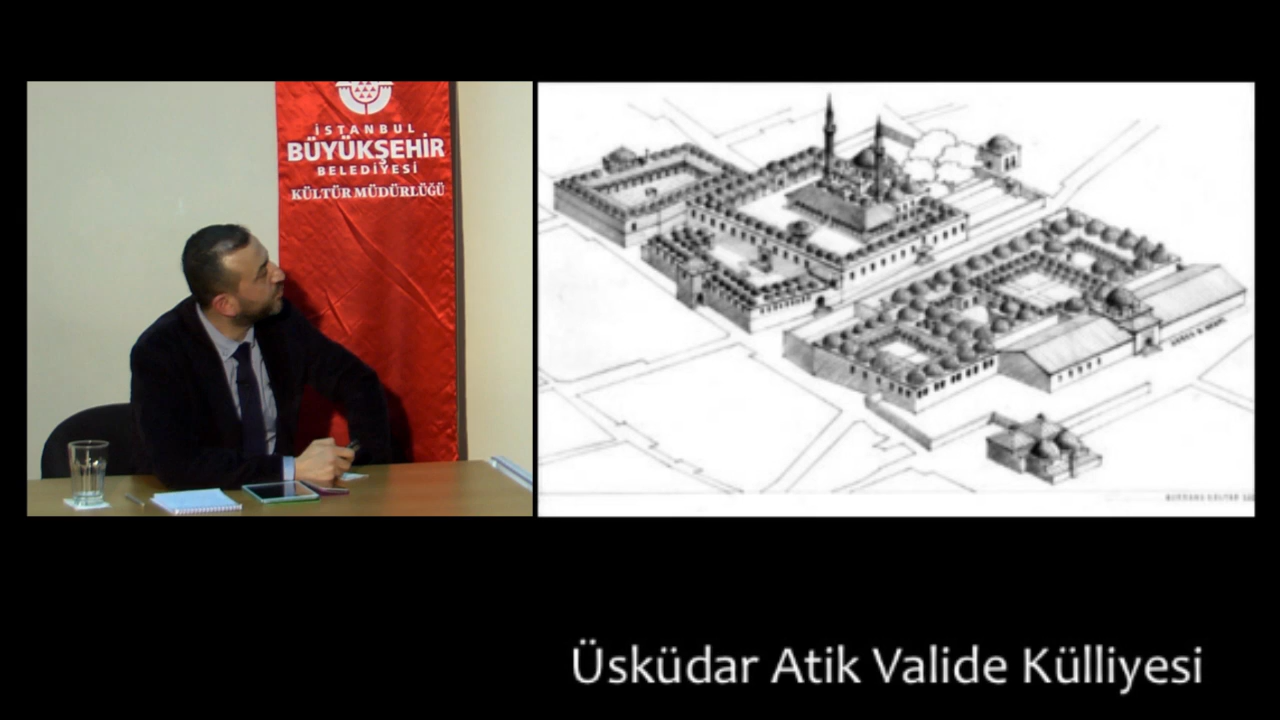 İSTANBUL
BÜYÜKŞEHİR
BELEDİYESİ
KÜLTÜR MÜDÜRLÜĞÜ
Üsküdar Atik Valide Külliyesi